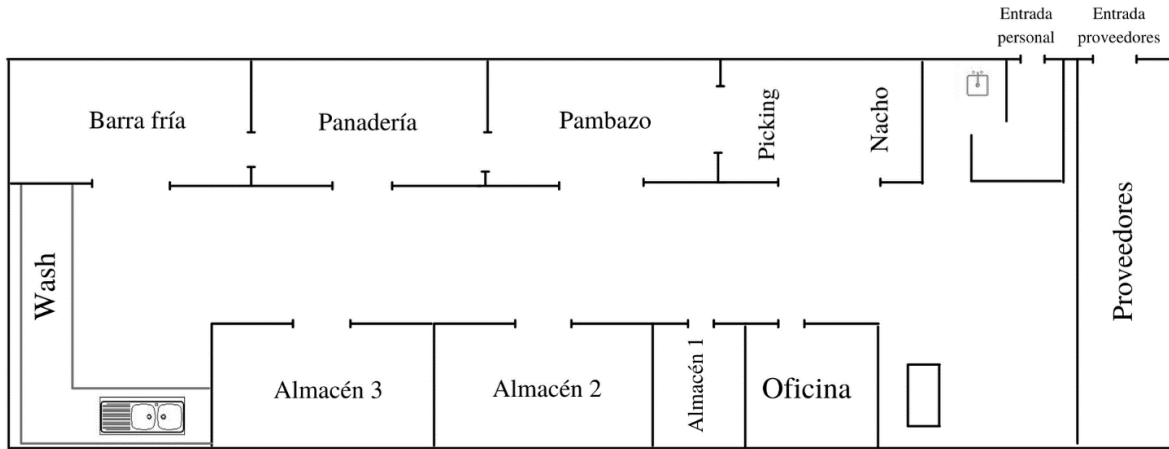 Entrada
personal
Entrada
proveedores
Barra fría
Panadería
Pambazo
Picking
Nacho
Wash
Proveedores
Almacén 3
Almacén 2
Almacén 1
Oficina